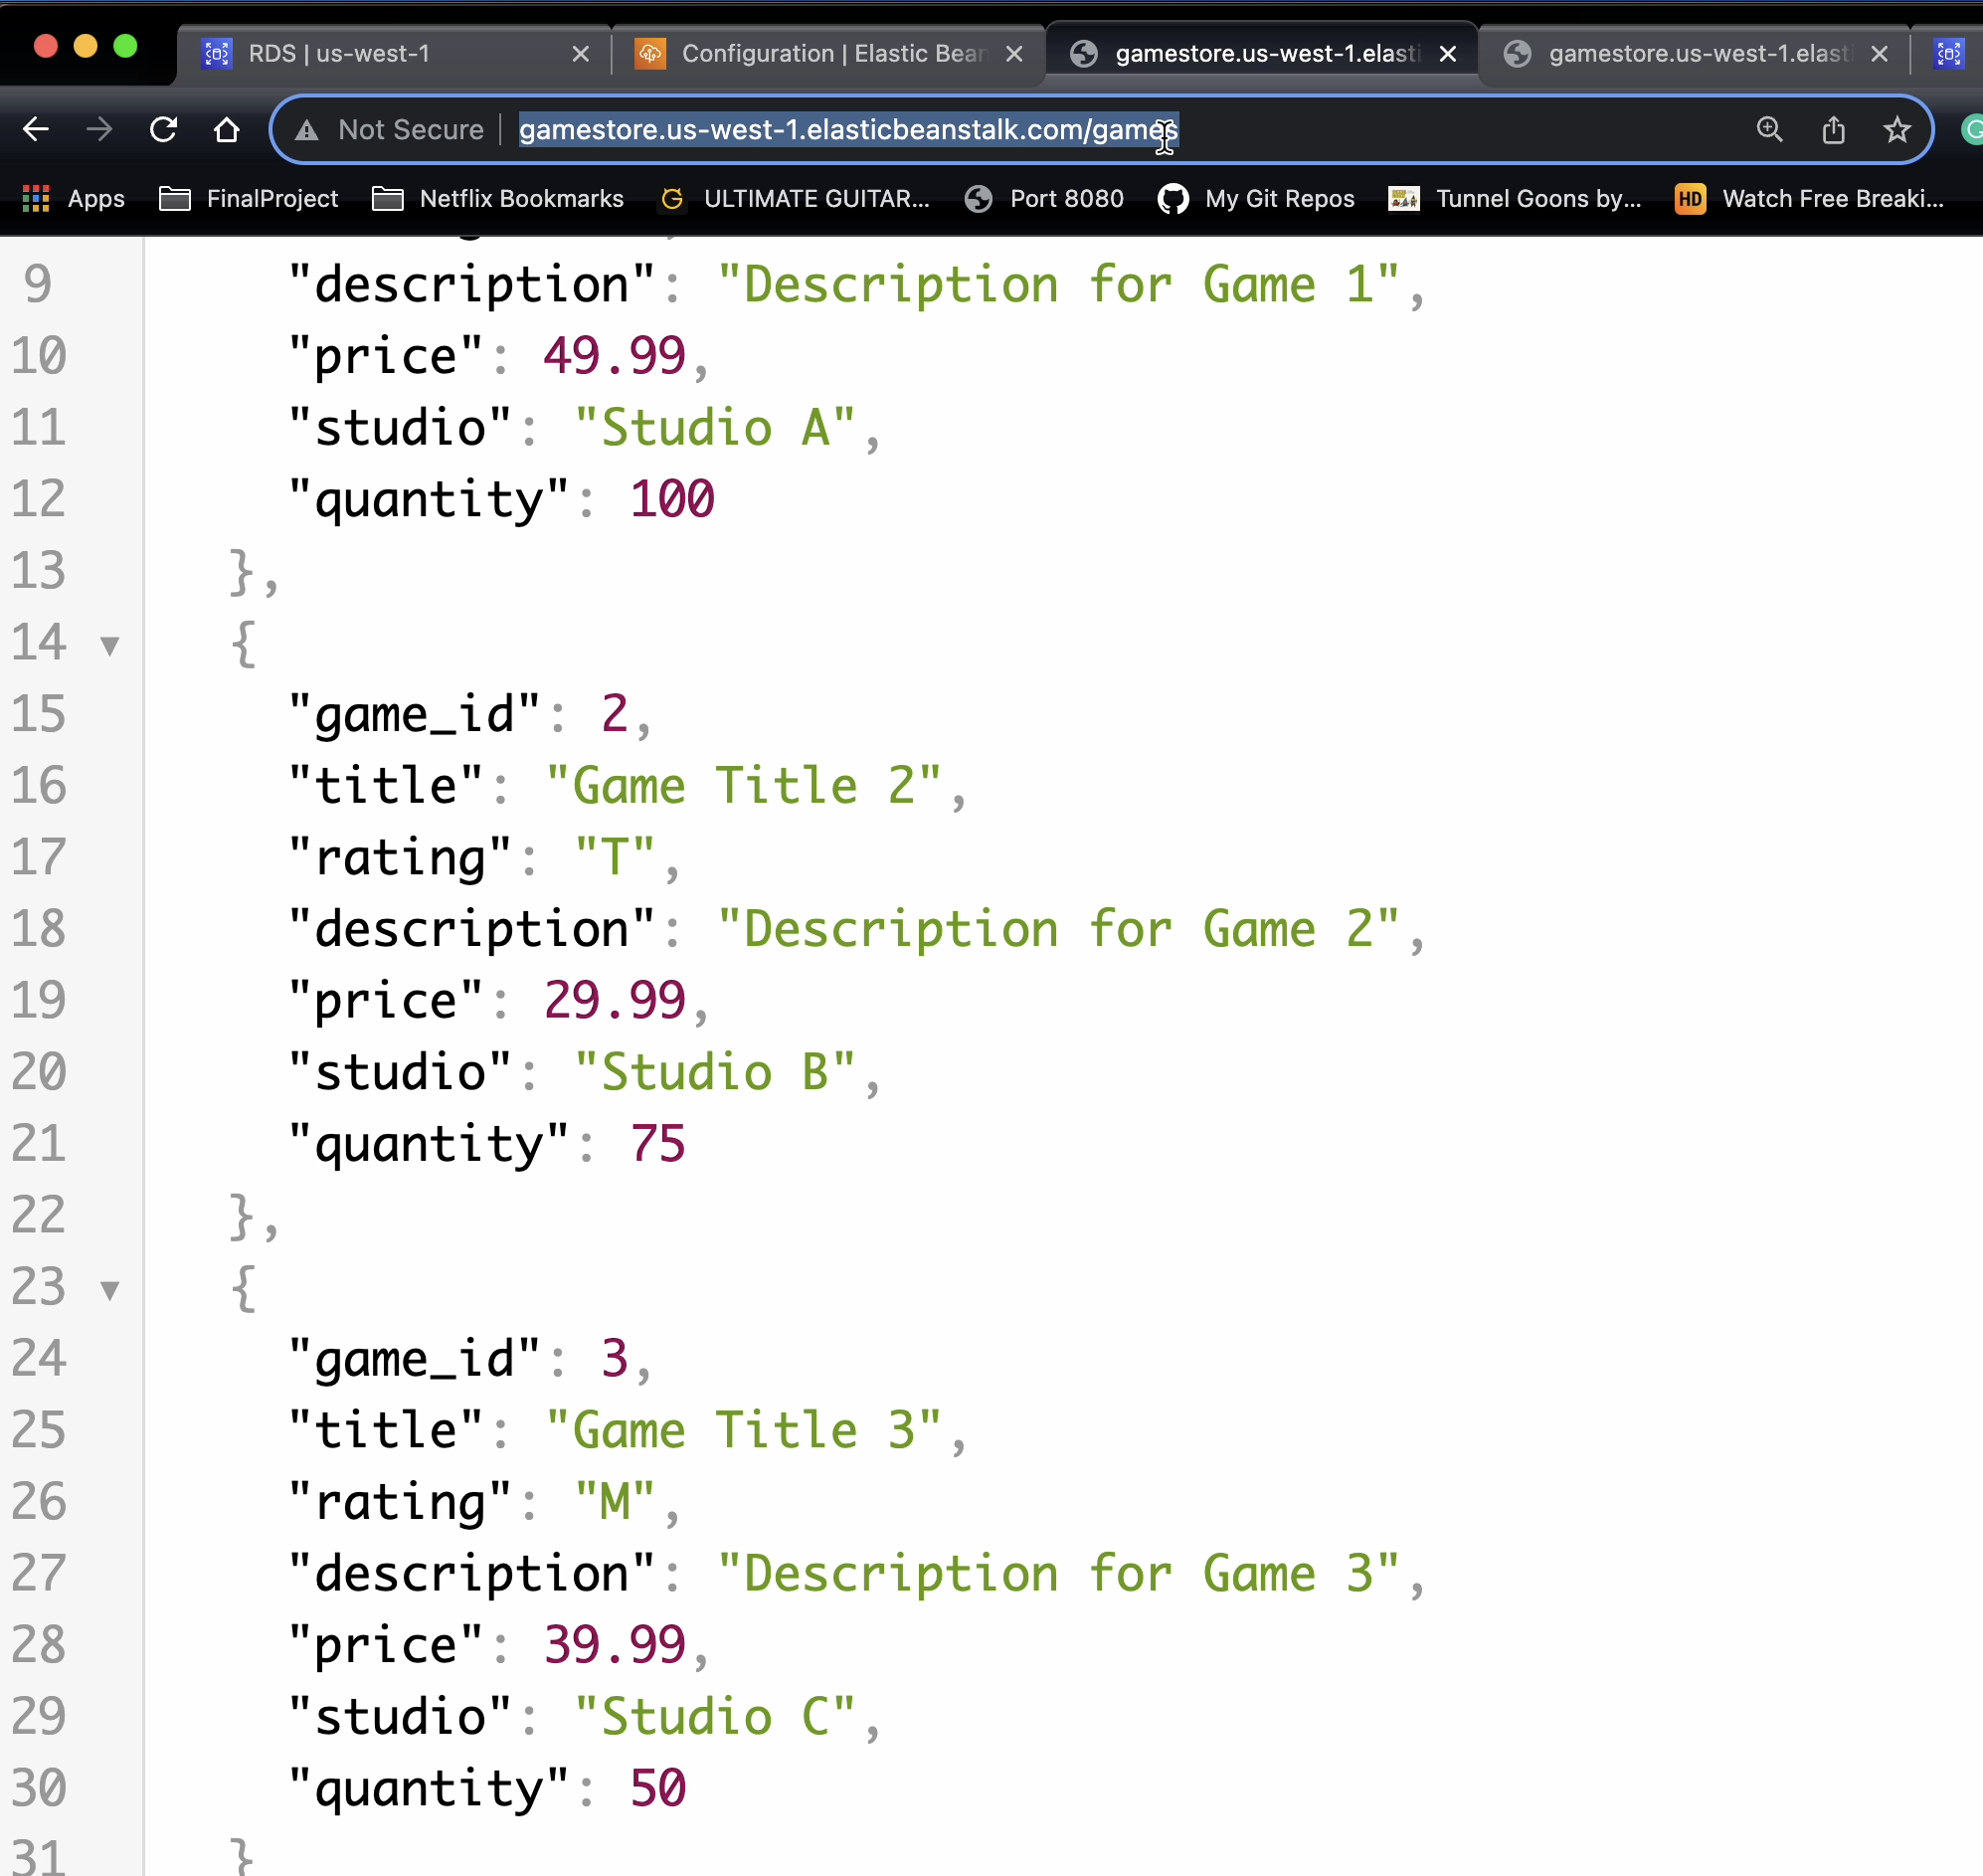 RDS | us-west-1
Configuration | Elastic Bean
gamestore.us-west-1.elasti
gamestore.us-west-1.elasti
Not Secure
gamestore.us-west-1.elasticbeanstalk.com/games
Apps
FinalProject
Netflix Bookmarks
G ULTIMATE GUITAR...
Port 8080
My Git Repos
Tunnel Goons by...
HD Watch Free Breaki...
9 "description": "Description for Game 1",
10 "price": 49.99,
11 "studio": "Studio A",
12 "quantity": 100
13 },
14 ▼ {
15 "game_id": 2,
16 "title": "Game Title 2",
17 "rating": "T",
18 "description": "Description for Game 2",
19 "price": 29.99,
20 "studio": "Studio B",
21 "quantity": 75
22 },
23 ▼ {
24 "game_id": 3,
25 "title": "Game Title 3",
26 "rating": "M",
27 "description": "Description for Game 3",
28 "price": 39.99,
29 "studio": "Studio C",
30 "quantity": 50
31 }